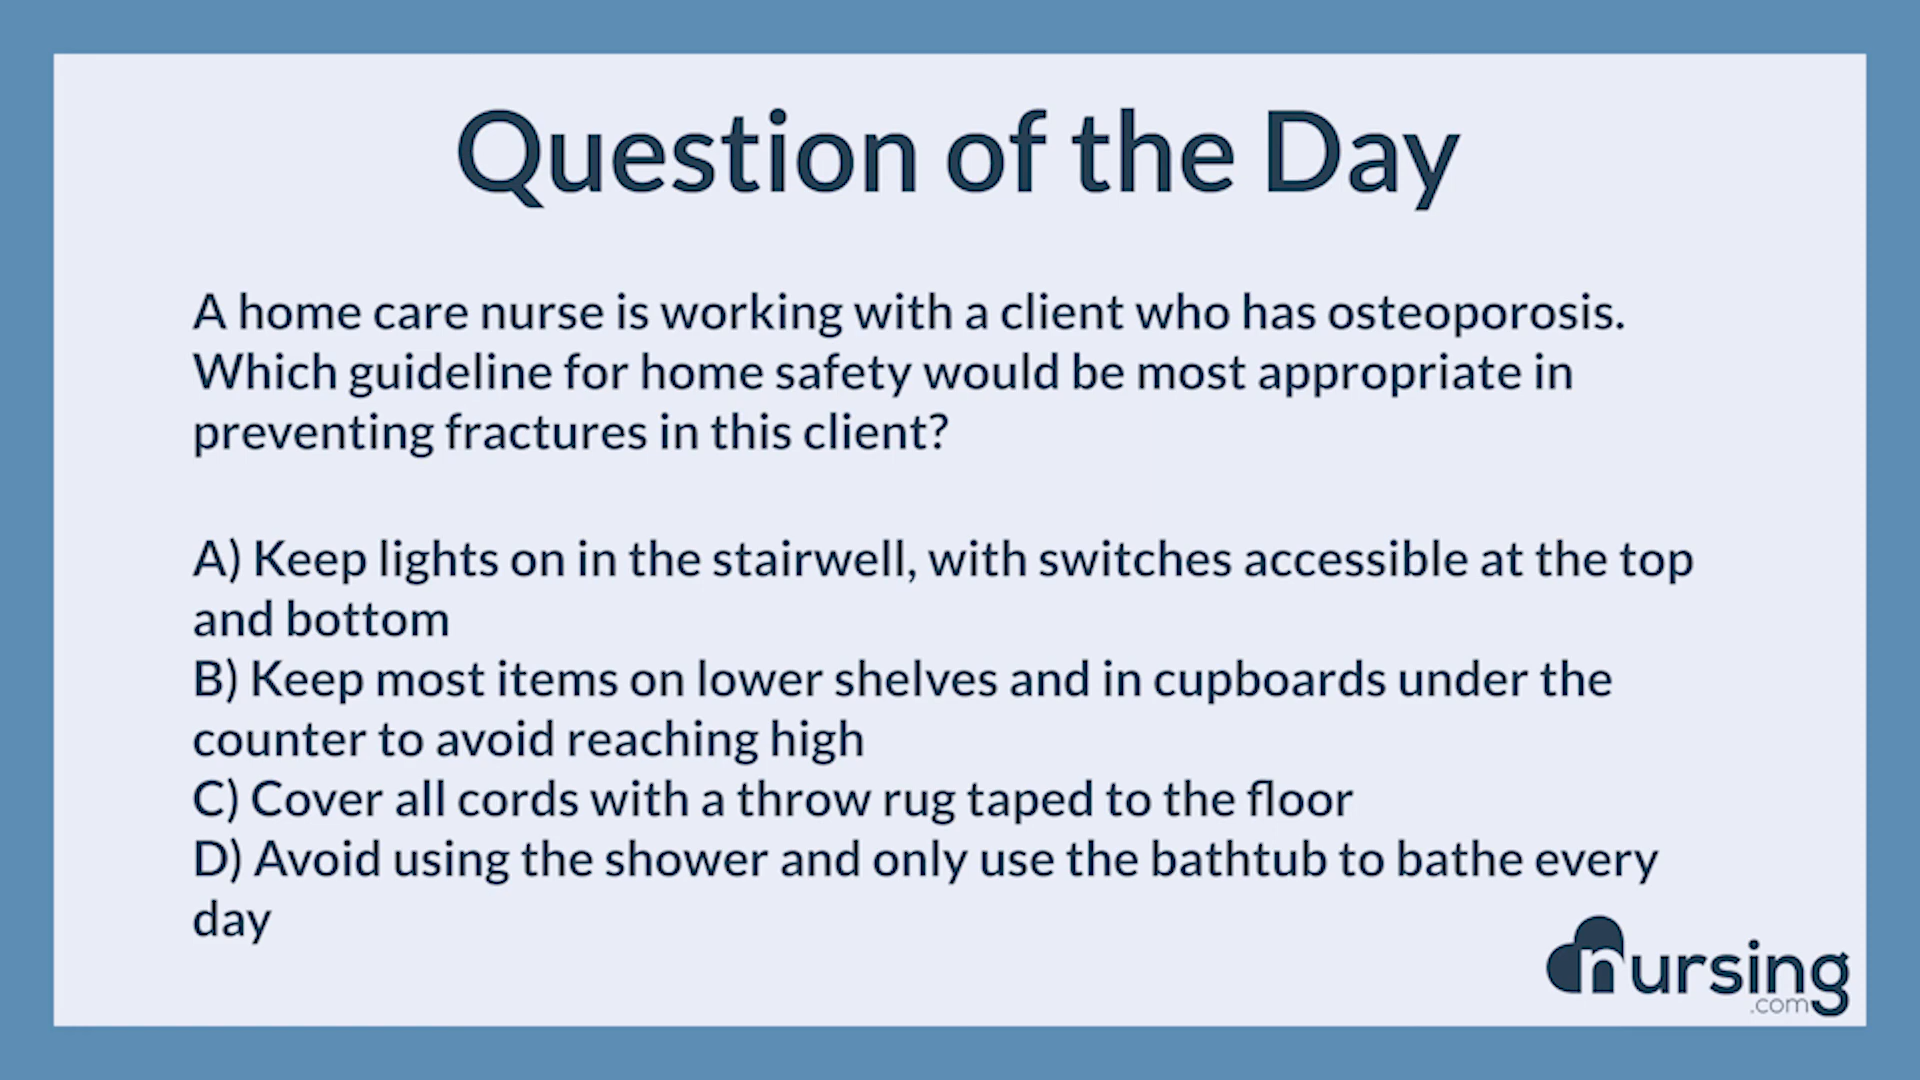 Question of the Day
A home care nurse is working with a client who has osteoporosis.
Which guideline for home safety would be most appropriate in
preventing fractures in this client?
A) Keep lights on in the stairwell, with switches accessible at the top
and bottom
B) Keep most items on lower shelves and in cupboards under the
counter to avoid reaching high
C) Cover all cords with a throw rug taped to the floor
D) Avoid using the shower and only use the bathtub to bathe every
day
nursing
.com